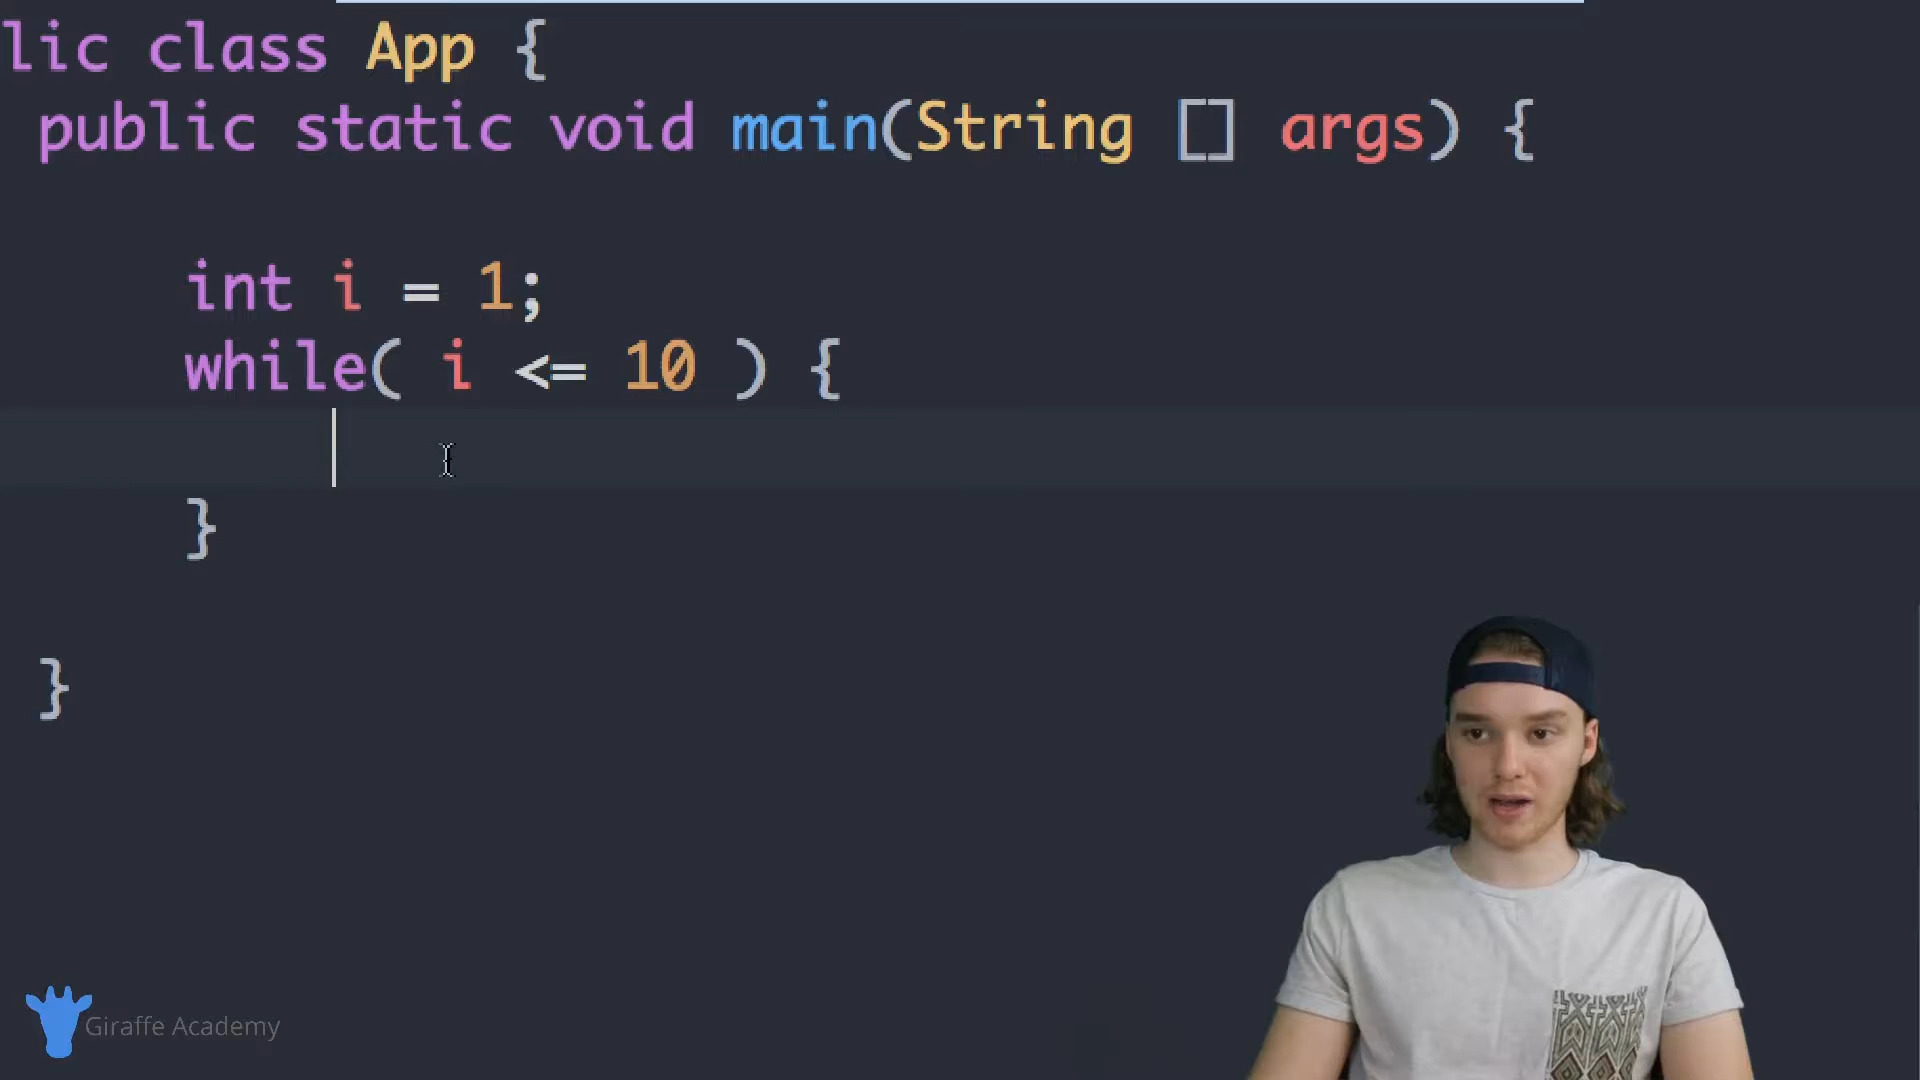 lic class App {
public static void main(String [] args) {
int i = 1;
while( i <= 10 ) {
}
}
Giraffe Academy